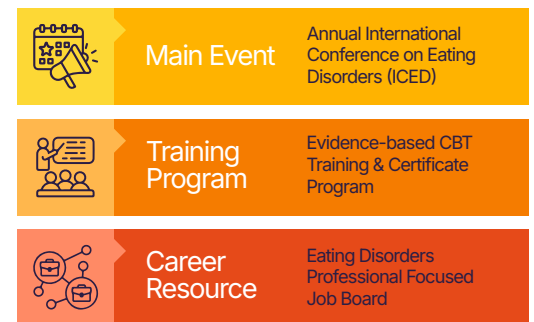 Main Event
Annual International
Conference on Eating
Disorders (ICED)
Training
Program
Evidence-based CBT
Training & Certificate
Program
Career
Resource
Eating Disorders
Professional Focused
Job Board